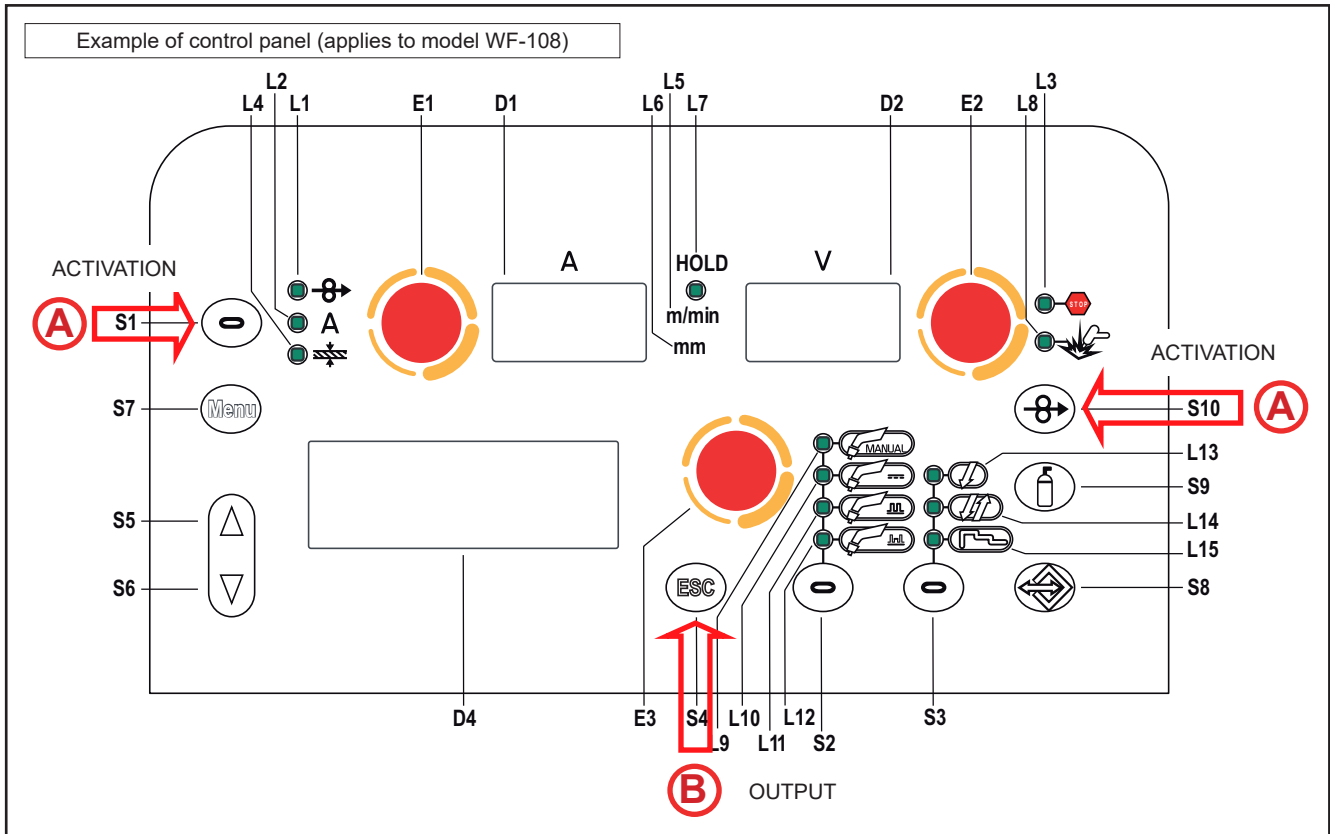 Example of control panel (applies to model WF-108)
L2 L5 L3
L4 L1 E1 D1 L6 L7 D2 E2 L8
A HOLD V
ACTIVATION
A S1 A m/min STOP
mm
ACTIVATION
S7 Menu S10 A
MANUAL
L13
S9
S5 L14
L15
S6 ESC S8
D4 E3 S4 L10 L12 S3
L9 L11 S2
B OUTPUT